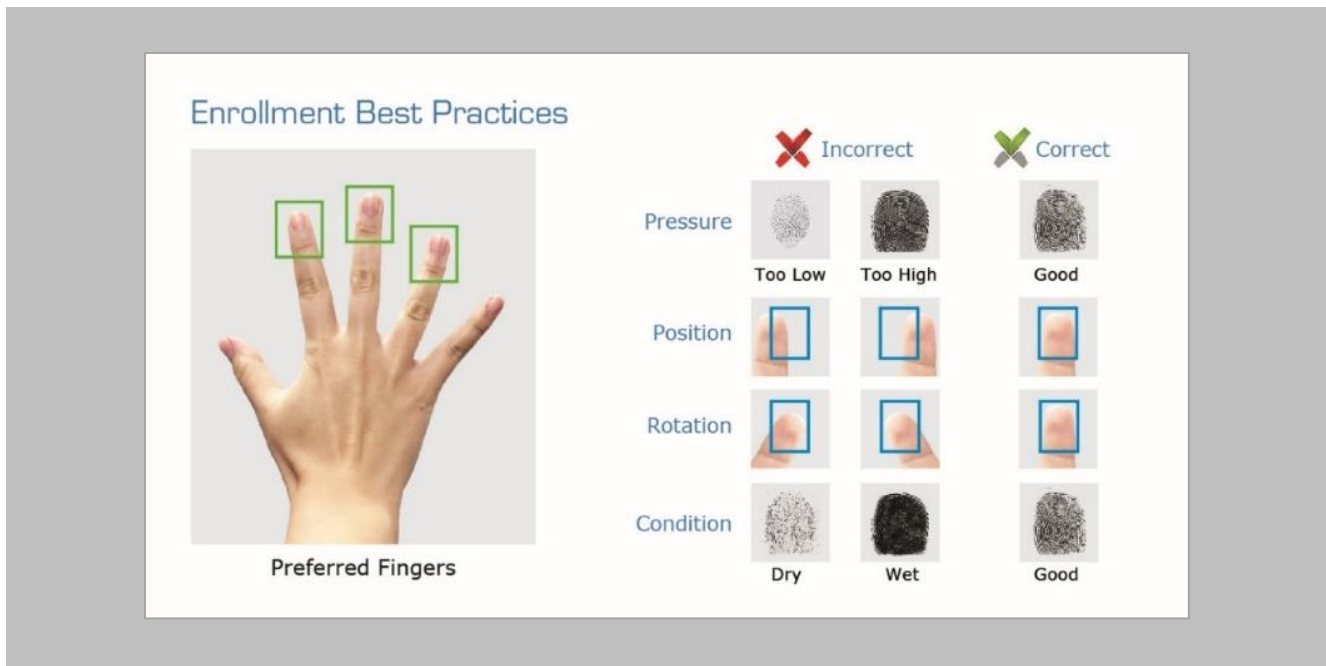 Enrollment Best Practices
Incorrect
Correct
Pressure
Too Low
Too High
Good
Position
Rotation
Condition
Dry
Wet
Good
Preferred Fingers